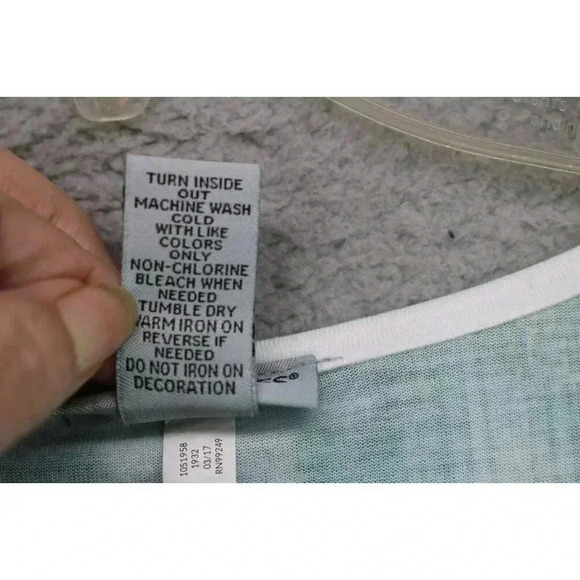 TURN INSIDE
OUT
MACHINE WASH
COLD
WITH LIKE
COLORS
ONLY
NON-CHLORINE
BLEACH WHEN
NEEDED
TUMBLE DRY
WARM IRON ON
REVERSE IF
NEEDED
DO NOT IRON ON
DECORATION
1051958
1932
03/17
RN99249